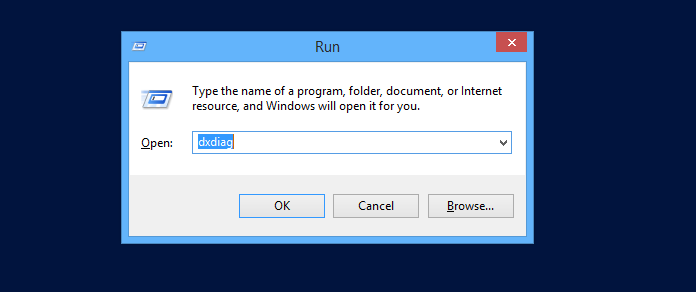 Run
Type the name of a program, folder, document, or Internet
resource, and Windows will open it for you.
Open: dxdiag
OK Cancel Browse...